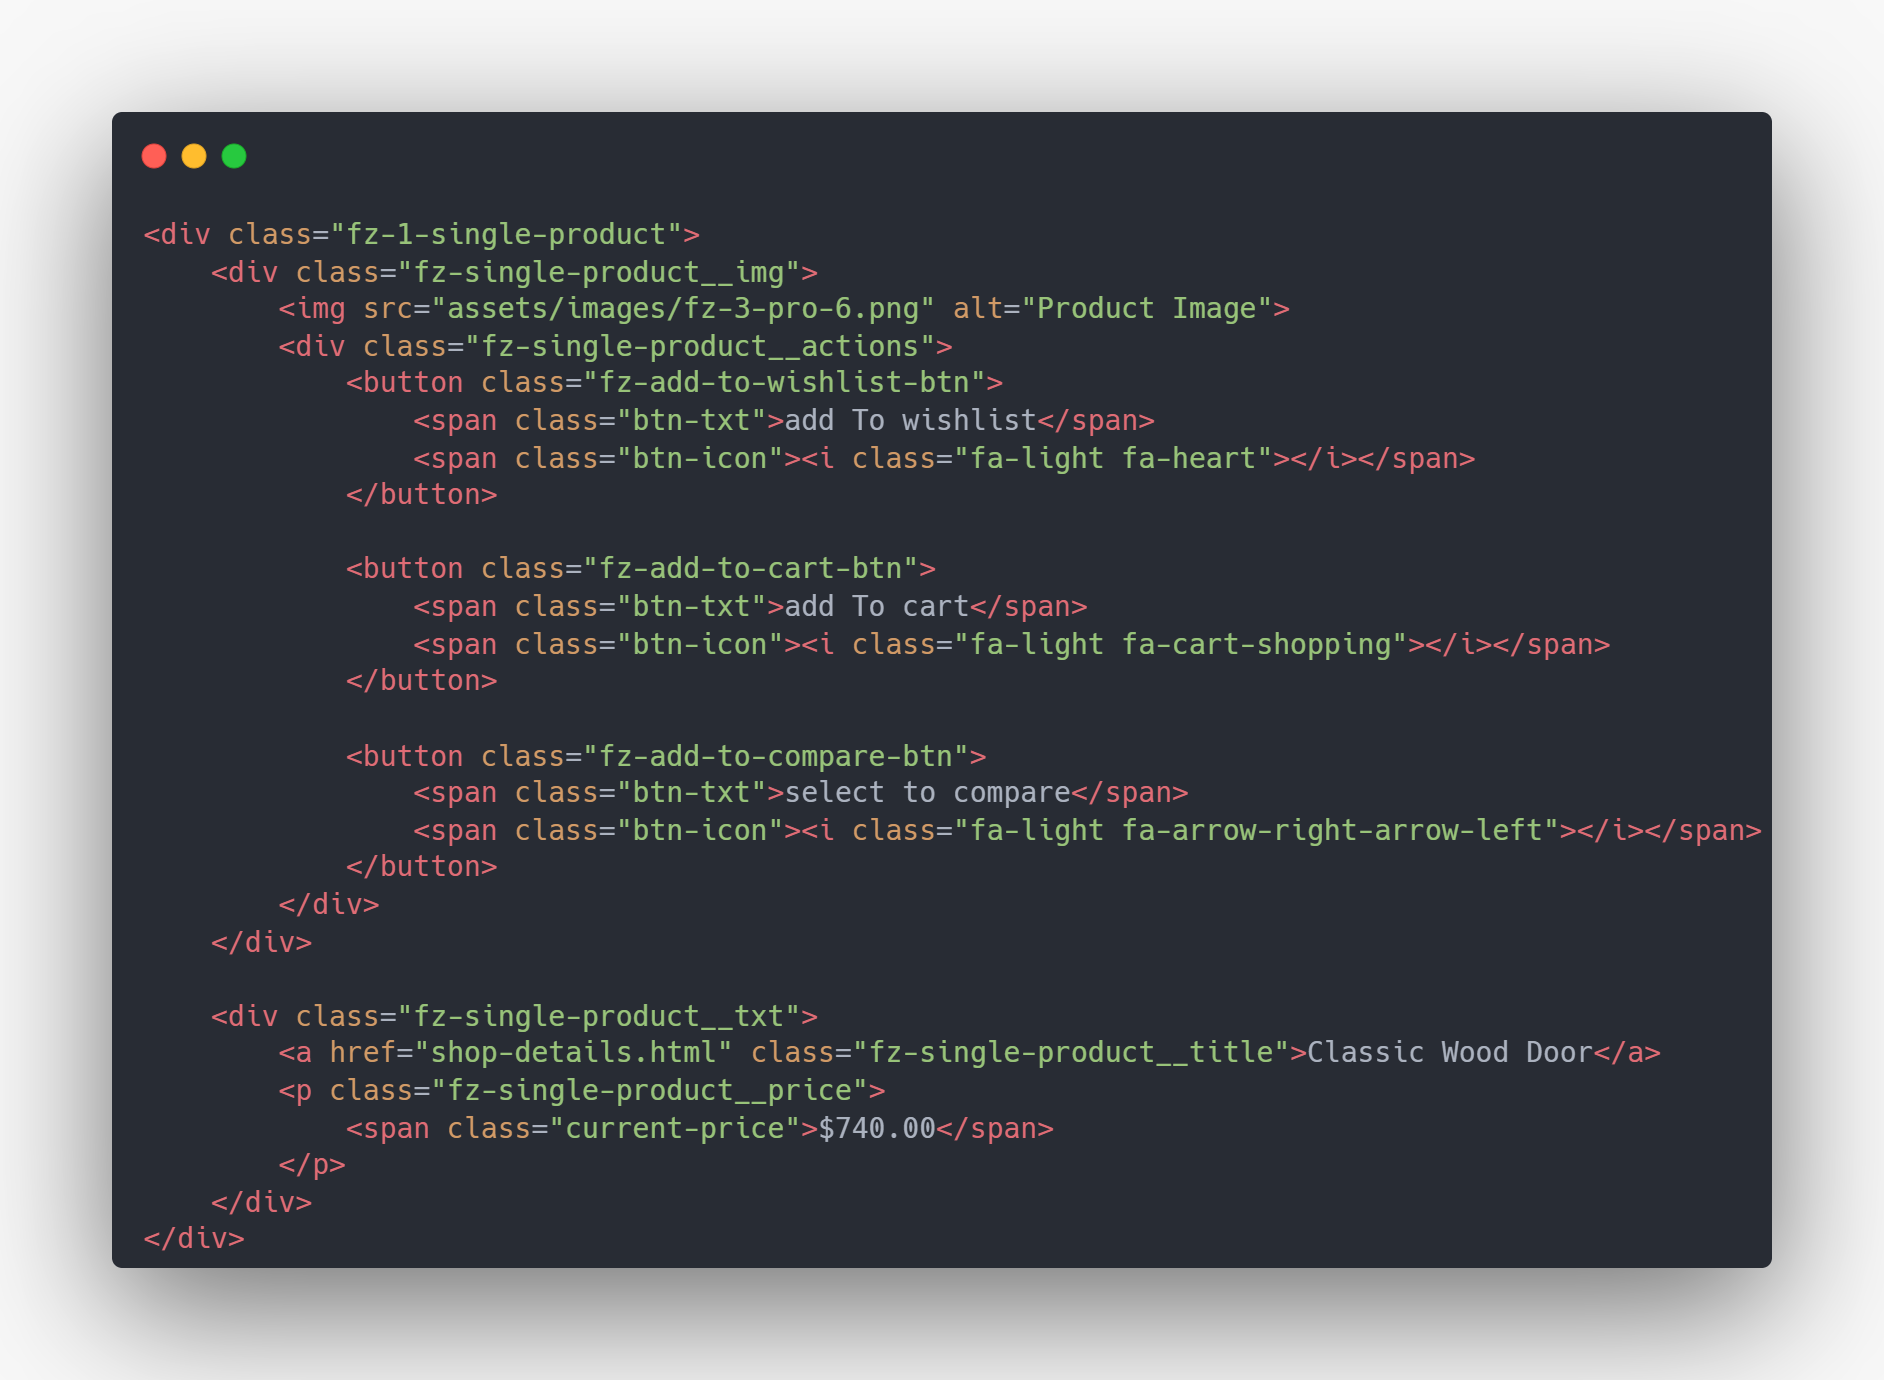 <div class="fz-1-single-product">
    <div class="fz-single-product__img">
        <img src="assets/images/fz-3-pro-6.png" alt="Product Image">
        <div class="fz-single-product__actions">
            <button class="fz-add-to-wishlist-btn">
                <span class="btn-txt">add To wishlist</span>
                <span class="btn-icon"><i class="fa-light fa-heart"></i></span>
            </button>

            <button class="fz-add-to-cart-btn">
                <span class="btn-txt">add To cart</span>
                <span class="btn-icon"><i class="fa-light fa-cart-shopping"></i></span>
            </button>

            <button class="fz-add-to-compare-btn">
                <span class="btn-txt">select to compare</span>
                <span class="btn-icon"><i class="fa-light fa-arrow-right-arrow-left"></i></span>
            </button>
        </div>
    </div>

    <div class="fz-single-product__txt">
        <a href="shop-details.html" class="fz-single-product__title">Classic Wood Door</a>
        <p class="fz-single-product__price">
            <span class="current-price">$740.00</span>
        </p>
    </div>
</div>